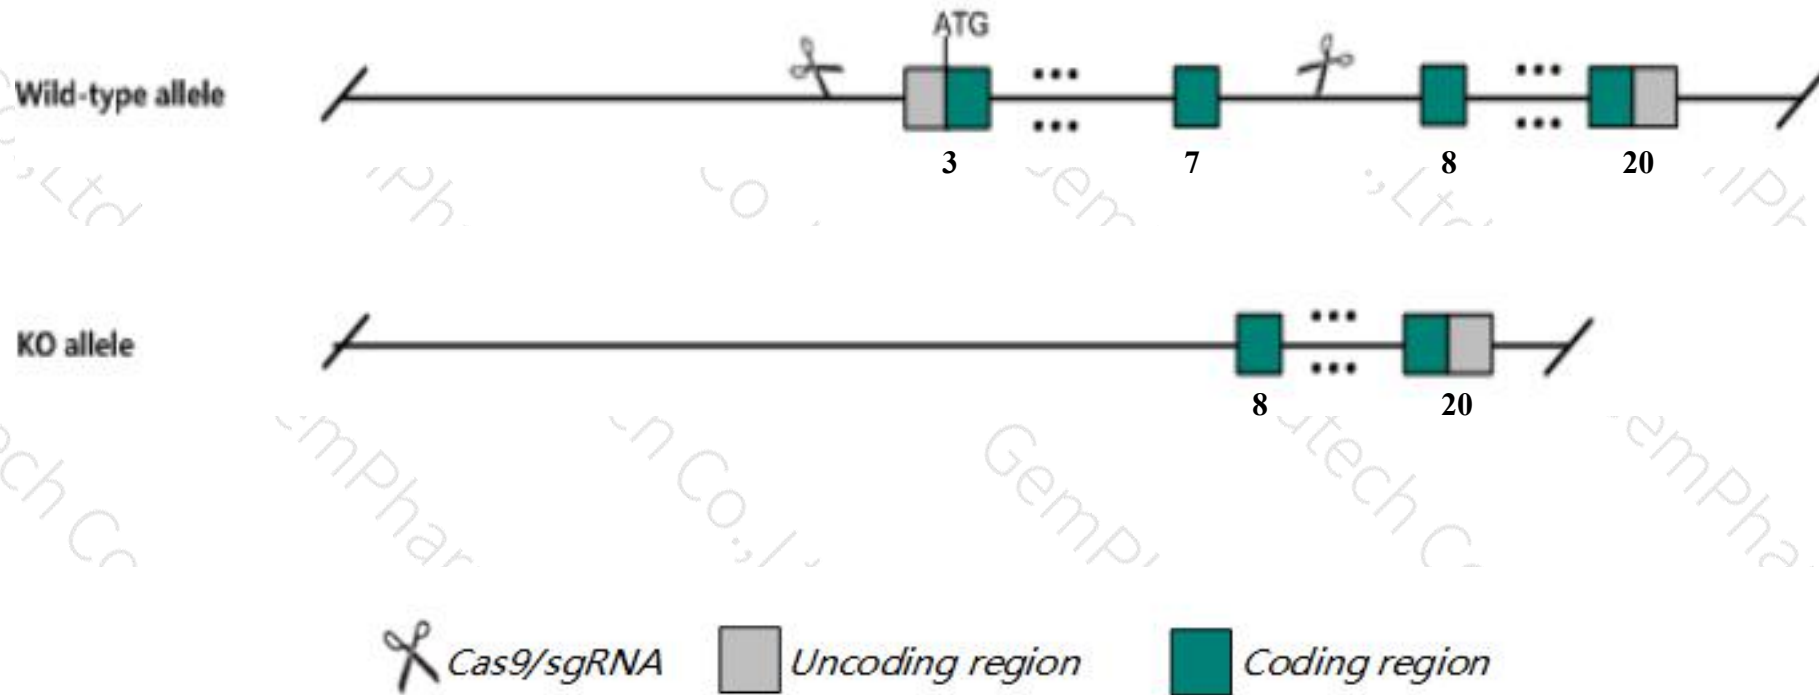 ATG
Wild-type allele
3 7 8 20
KO allele
8 20
Cas9/sgRNA Uncoding region Coding region